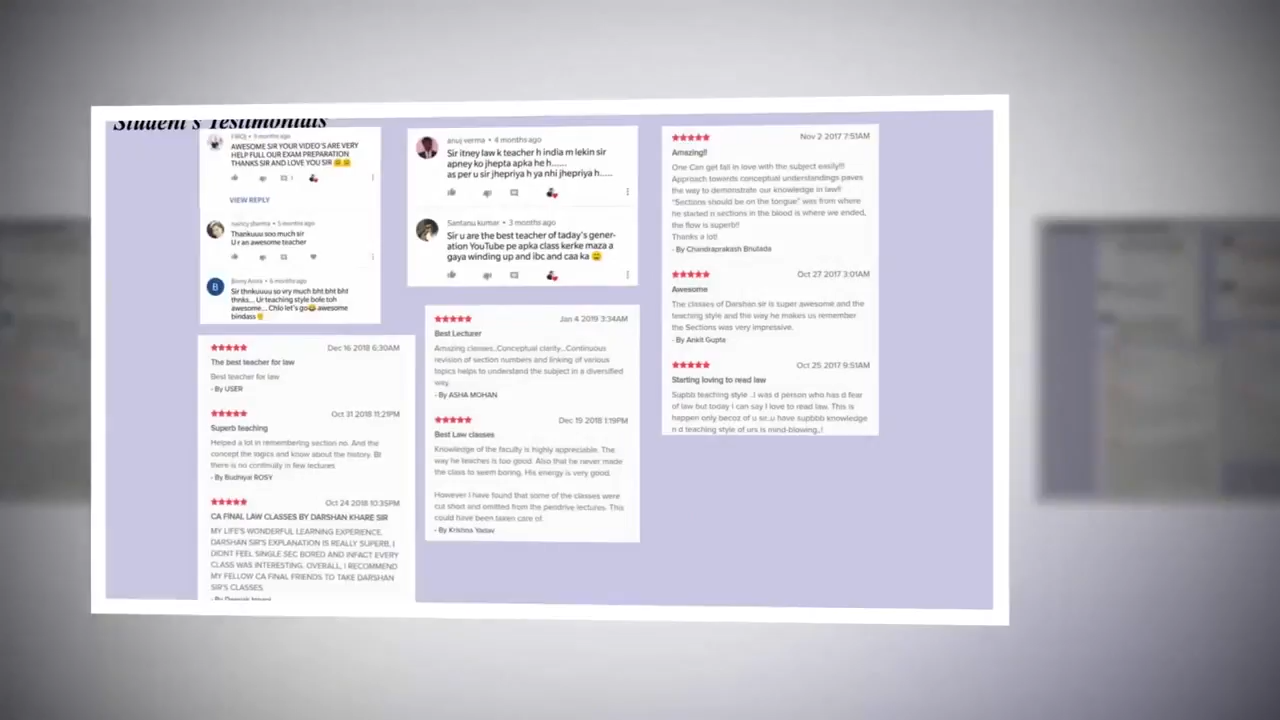 Student's Testimonials
FIROJ • 9 months ago
AWESOME SIR YOUR VIDEO'S ARE VERY
HELP FULL OUR EXAM PREPARATION
THANKS SIR AND LOVE YOU SIR 😊😊
1
VIEW REPLY
• 5 months ago
Thankuuu soo much sir
U r an awesome teacher
B
• 6 months ago
Sir thnkuuuu so vry much bht bht bht
thnks... Ur teaching style bole toh
awesome... Chlo let's go😂awesome
bindass
★★★★★ Dec 16 2018 6:30AM
The best teacher for law
Best teacher for law
- By USER
★★★★★ Oct 31 2018 11:21PM
Superb teaching
Helped a lot in remembering section no. And the
concept the topics and know about the history. Bt
there is no continuity in few lectures.
- By Budhiyal ROSY
★★★★★ Oct 24 2018 10:35PM
CA FINAL LAW CLASSES BY DARSHAN KHARE SIR
MY LIFE'S WONDERFUL LEARNING EXPERIENCE,
DARSHAN SIR'S EXPLANATION IS REALLY SUPERB, I
DIDNT FEEL SINGLE SEC BORED AND INFACT EVERY
CLASS WAS INTERESTING. OVERALL, I RECOMMEND
MY FELLOW CA FINAL FRIENDS TO TAKE DARSHAN
SIR'S CLASSES
anuj verma • 4 months ago
Sir itney law k teacher h india m lekin sir
apney ko jhepta apka he h......
as per u sir jhepriya h ya nhi jhepriya h.....
Santanu kumar • 3 months ago
Sir u are the best teacher of taday's gener-
ation YouTube pe apka class kerke maza a
gaya winding up and ibc and caa ka 😀
★★★★★ Jan 4 2019 3:34AM
Best Lecturer
Amazing classes..Conceptual clarity...Continuous
revision of section numbers and linking of various
topics helps to understand the subject in a diversified
way.
- By ASHA MOHAN
★★★★★ Dec 19 2018 1:19PM
Best Law classes
Knowledge of the faculty is highly appreciable. The
way he teaches is too good. Also that he never made
the class to seem boring. His energy is very good.
However I have found that some of the classes were
cut short and omitted from the pendrive lectures. This
could have been taken care of.
- By Krishna Yadav
★★★★★ Nov 2 2017 7:51AM
Amazing!!
One Can get fall in love with the subject easily!!!
Approach towards conceptual understandings paves
the way to demonstrate our knowledge in law!!
"Sections should be on the tongue" was from where
he started n sections in the blood is where we ended,
the flow is superb!!
Thanks a lot!
- By Chandraprakash Bhutada
★★★★★ Oct 27 2017 3:01AM
Awesome
The classes of Darshan sir is super awesome and the
teaching style and the way he makes us remember
the Sections was very impressive.
- By Ankit Gupta
★★★★★ Oct 25 2017 9:51AM
Starting loving to read law
Supbb teaching style ..I was d person who has d fear
of law but today i can say I love to read law. This is
happen only becoz of u se..u have supbbb knowledge
n d teaching style of urs is mind-blowing..!